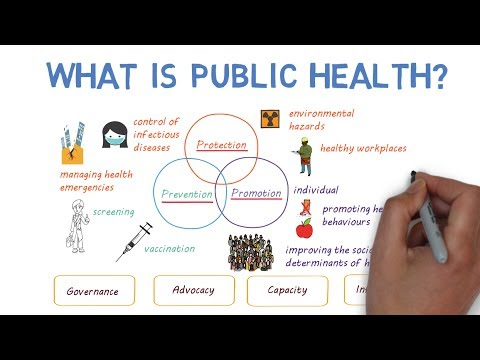 WHAT IS PUBLIC HEALTH?
control of
infectious
diseases
Protection
environmental
hazards
healthy workplaces
managing health
emergencies
Prevention
Promotion
individual
screening
promoting he
behaviours
vaccination
improving the soci
determinants of h
Governance
Advocacy
Capacity
In